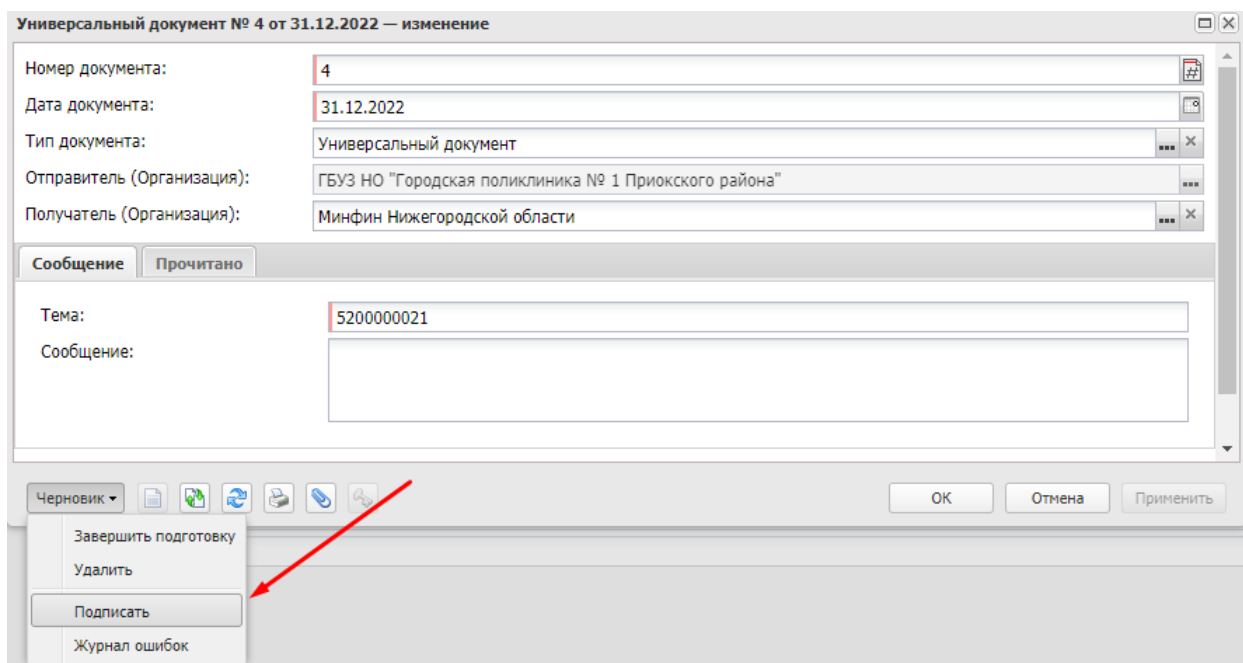 Универсальный документ № 4 от 31.12.2022 — изменение
Номер документа: 4
Дата документа: 31.12.2022
Тип документа: Универсальный документ
Отправитель (Организация): ГБУЗ НО "Городская поликлиника № 1 Приокского района"
Получатель (Организация): Минфин Нижегородской области
Сообщение Прочитано
Тема: 5200000021
Сообщение:
Черновик ОК Отмена Применить
Завершить подготовку
Удалить
Подписать
Журнал ошибок